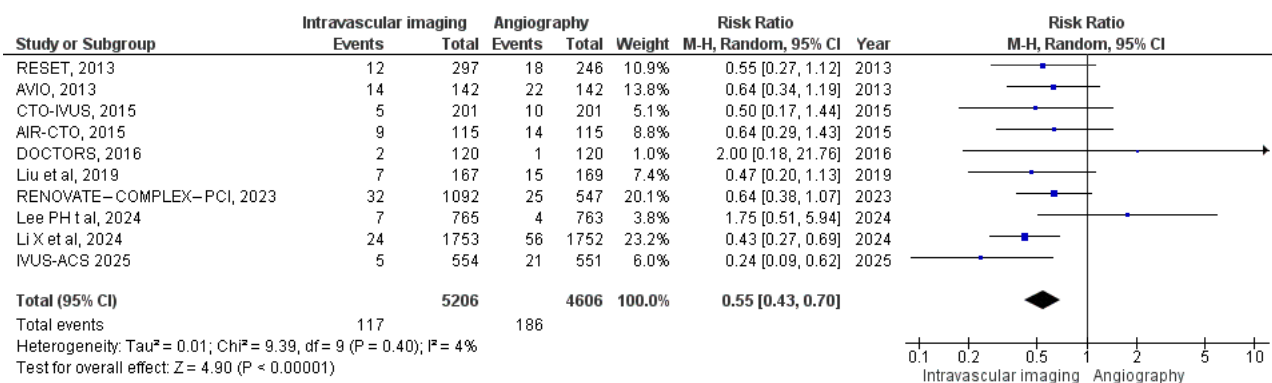 Intravascular imaging Angiography Risk Ratio Risk Ratio
Study or Subgroup Events Total Events Total Weight M-H, Random, 95% CI Year M-H, Random, 95% CI
RESET, 2013 12 297 18 246 10.9% 0.55 [0.27, 1.12] 2013
AVIO, 2013 14 142 22 142 13.8% 0.64 [0.34, 1.19] 2013
CTO-IVUS, 2015 5 201 10 201 5.1% 0.50 [0.17, 1.44] 2015
AIR-CTO, 2015 9 115 14 115 8.8% 0.64 [0.29, 1.43] 2015
DOCTORS, 2016 2 120 1 120 1.0% 2.00 [0.18, 21.76] 2016
Liu et al, 2019 7 167 15 169 7.4% 0.47 [0.20, 1.13] 2019
RENOVATE−COMPLEX−PCI, 2023 32 1092 25 547 20.1% 0.64 [0.38, 1.07] 2023
Lee PH t al, 2024 7 765 4 763 3.8% 1.75 [0.51, 5.94] 2024
Li X et al, 2024 24 1753 56 1752 23.2% 0.43 [0.27, 0.69] 2024
IVUS-ACS 2025 5 554 21 551 6.0% 0.24 [0.09, 0.62] 2025
Total (95% CI) 5206 4606 100.0% 0.55 [0.43, 0.70]
Total events 117 186
Heterogeneity: Tau² = 0.01; Chi² = 9.39, df = 9 (P = 0.40); I² = 4%
Test for overall effect: Z = 4.90 (P < 0.00001)
0.1 0.2 0.5 1 2 5 10
Intravascular imaging Angiography